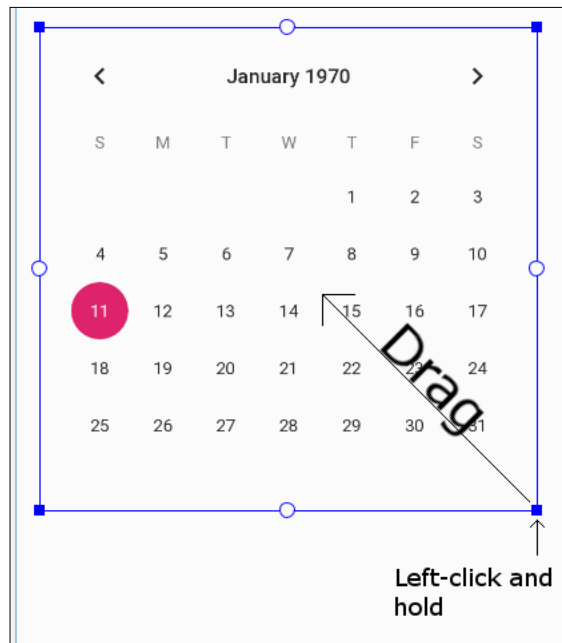 January 1970
S M T W T F S
1 2 3
4 5 6 7 8 9 10
11 12 13 14 15 16 17
18 19 20 21 22 23 24
25 26 27 28 29 30 31
Drag
Left-click and
hold